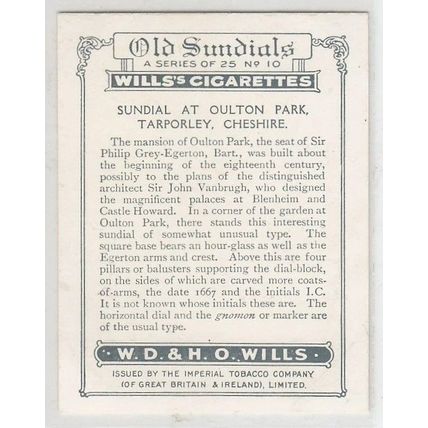 Old Sundials
A SERIES OF 25 Nº 10
WILLS'S CIGARETTES
SUNDIAL AT OULTON PARK,
TARPORLEY, CHESHIRE.
The mansion of Oulton Park, the seat of Sir
Philip Grey-Egerton, Bart., was built about
the beginning of the eighteenth century,
possibly to the plans of the distinguished
architect Sir John Vanbrugh, who designed
the magnificent palaces at Blenheim and
Castle Howard. In a corner of the garden at
Oulton Park, there stands this interesting
sundial of somewhat unusual type. The
square base bears an hour-glass as well as the
Egerton arms and crest. Above this are four
pillars or balusters supporting the dial-block,
on the sides of which are carved more coats-
of-arms, the date 1667 and the initials I.C.
It is not known whose initials these are. The
horizontal dial and the gnomon or marker are
of the usual type.
· W.D.& H.O.WILLS ·
ISSUED BY THE IMPERIAL TOBACCO COMPANY
(OF GREAT BRITAIN & IRELAND), LIMITED.